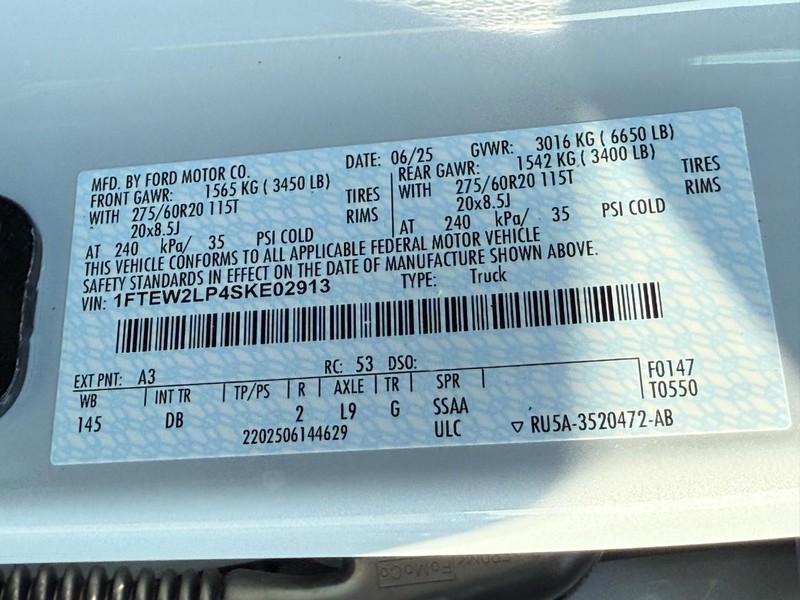 MFD. BY FORD MOTOR CO.
DATE: 06/25 GVWR: 3016 KG ( 6650 LB)
FRONT GAWR: 1565 KG ( 3450 LB)
REAR GAWR: 1542 KG ( 3400 LB)
WITH 275/60R20 115T TIRES
275/60R20 115T TIRES
20x8.5J RIMS
20x8.5J RIMS
AT 240 kPa/ 35 PSI COLD
AT 240 kPa/ 35 PSI COLD
THIS VEHICLE CONFORMS TO ALL APPLICABLE FEDERAL MOTOR VEHICLE
SAFETY STANDARDS IN EFFECT ON THE DATE OF MANUFACTURE SHOWN ABOVE.
VIN: 1FTEW2LP4SKE02913 TYPE: Truck
EXT PNT: A3 RC: 53 DSO:
WB INT TR TP/PS R AXLE TR SPR F0147
145 DB 2 L9 G SSAA T0550
2202506144629 ULC ▽ RU5A-3520472-AB
FoMoCo